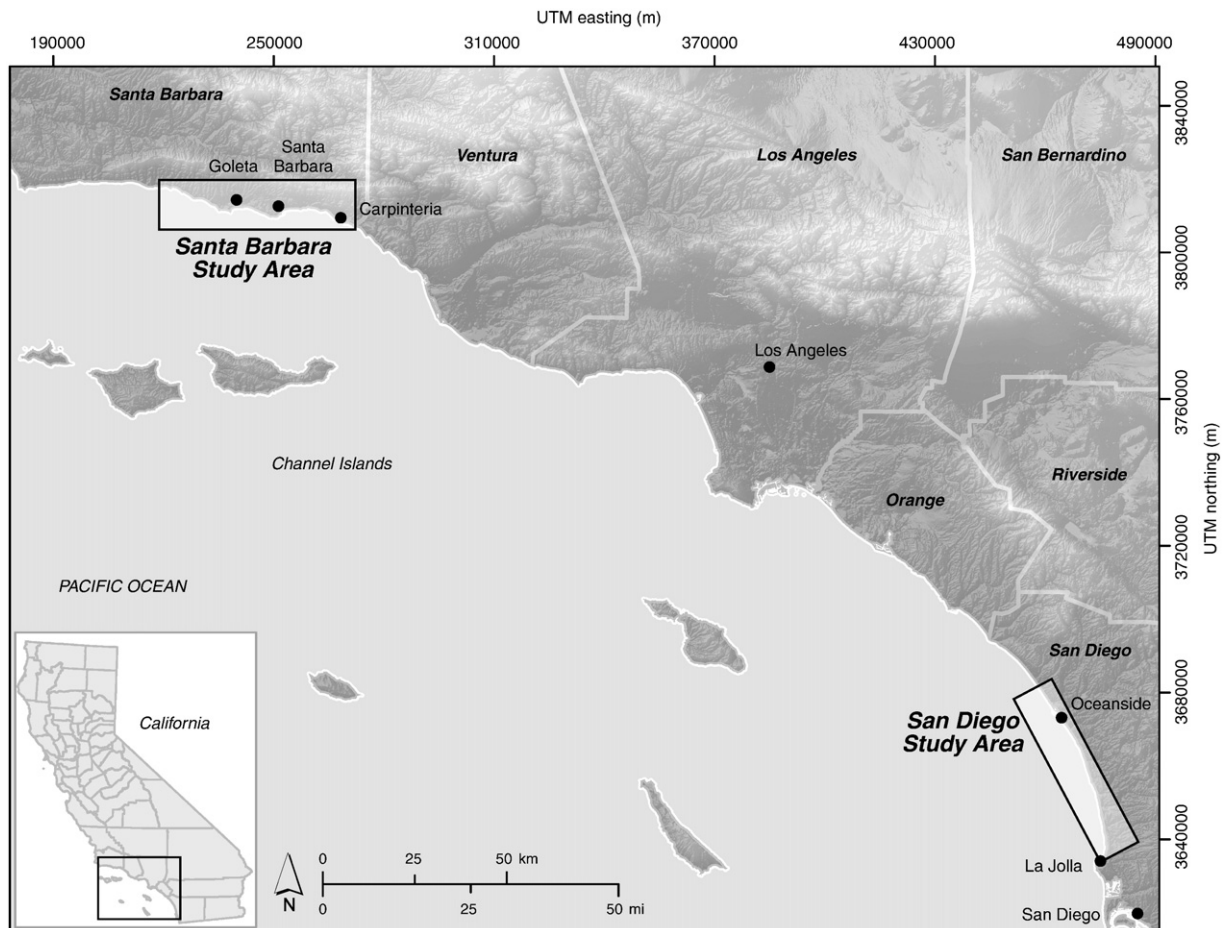 UTM easting (m)
190000 250000 310000 370000 430000 490000
Santa Barbara
Santa
Barbara
Goleta
Ventura
Los Angeles
San Bernardino
3840000
Carpinteria
Santa Barbara
Study Area
3800000
Los Angeles
3760000
Channel Islands
Riverside
Orange
UTM northing (m)
3720000
PACIFIC OCEAN
San Diego
3680000
Oceanside
San Diego
Study Area
California
3640000
La Jolla
San Diego
N
0 25 50 km
0 25 50 mi